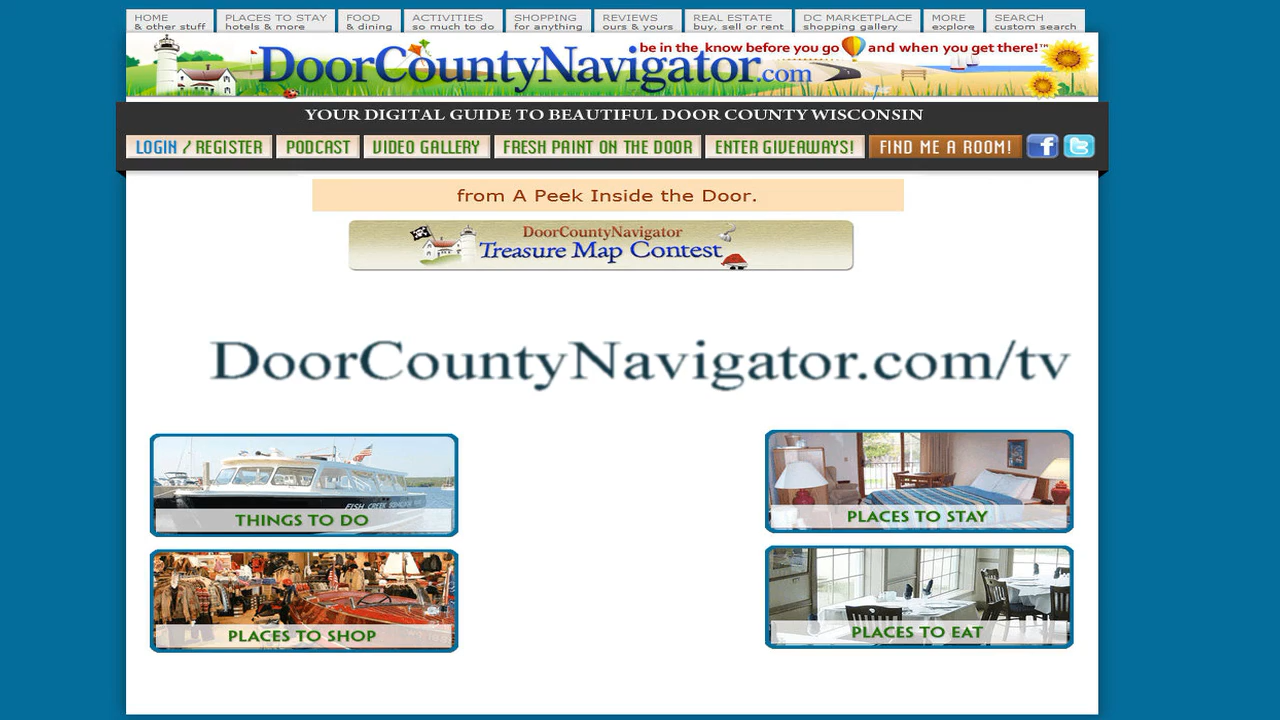 HOME
& other stuff
PLACES TO STAY
hotels & more
FOOD
& dining
ACTIVITIES
so much to do
SHOPPING
for anything
REVIEWS
ours & yours
REAL ESTATE
buy, sell or rent
DC MARKETPLACE
shopping gallery
MORE
explore
SEARCH
custom search
be in the know before you go and when you get there!™
DoorCountyNavigator.com
YOUR DIGITAL GUIDE TO BEAUTIFUL DOOR COUNTY WISCONSIN
LOGIN / REGISTER
PODCAST
VIDEO GALLERY
FRESH PAINT ON THE DOOR
ENTER GIVEAWAYS!
FIND ME A ROOM!
f
t
from A Peek Inside the Door.
DoorCountyNavigator
Treasure Map Contest
DoorCountyNavigator.com/tv
THINGS TO DO
PLACES TO STAY
PLACES TO SHOP
PLACES TO EAT